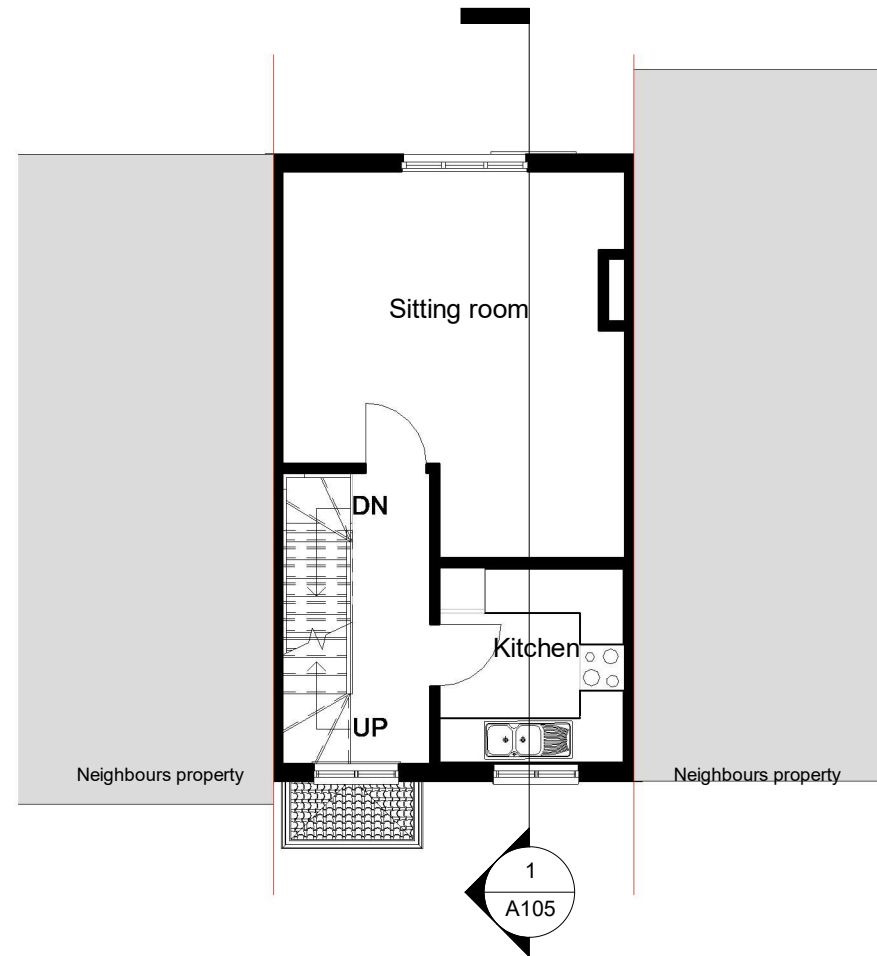 Sitting room
DN
Kitchen
UP
Neighbours property
Neighbours property
1
A105